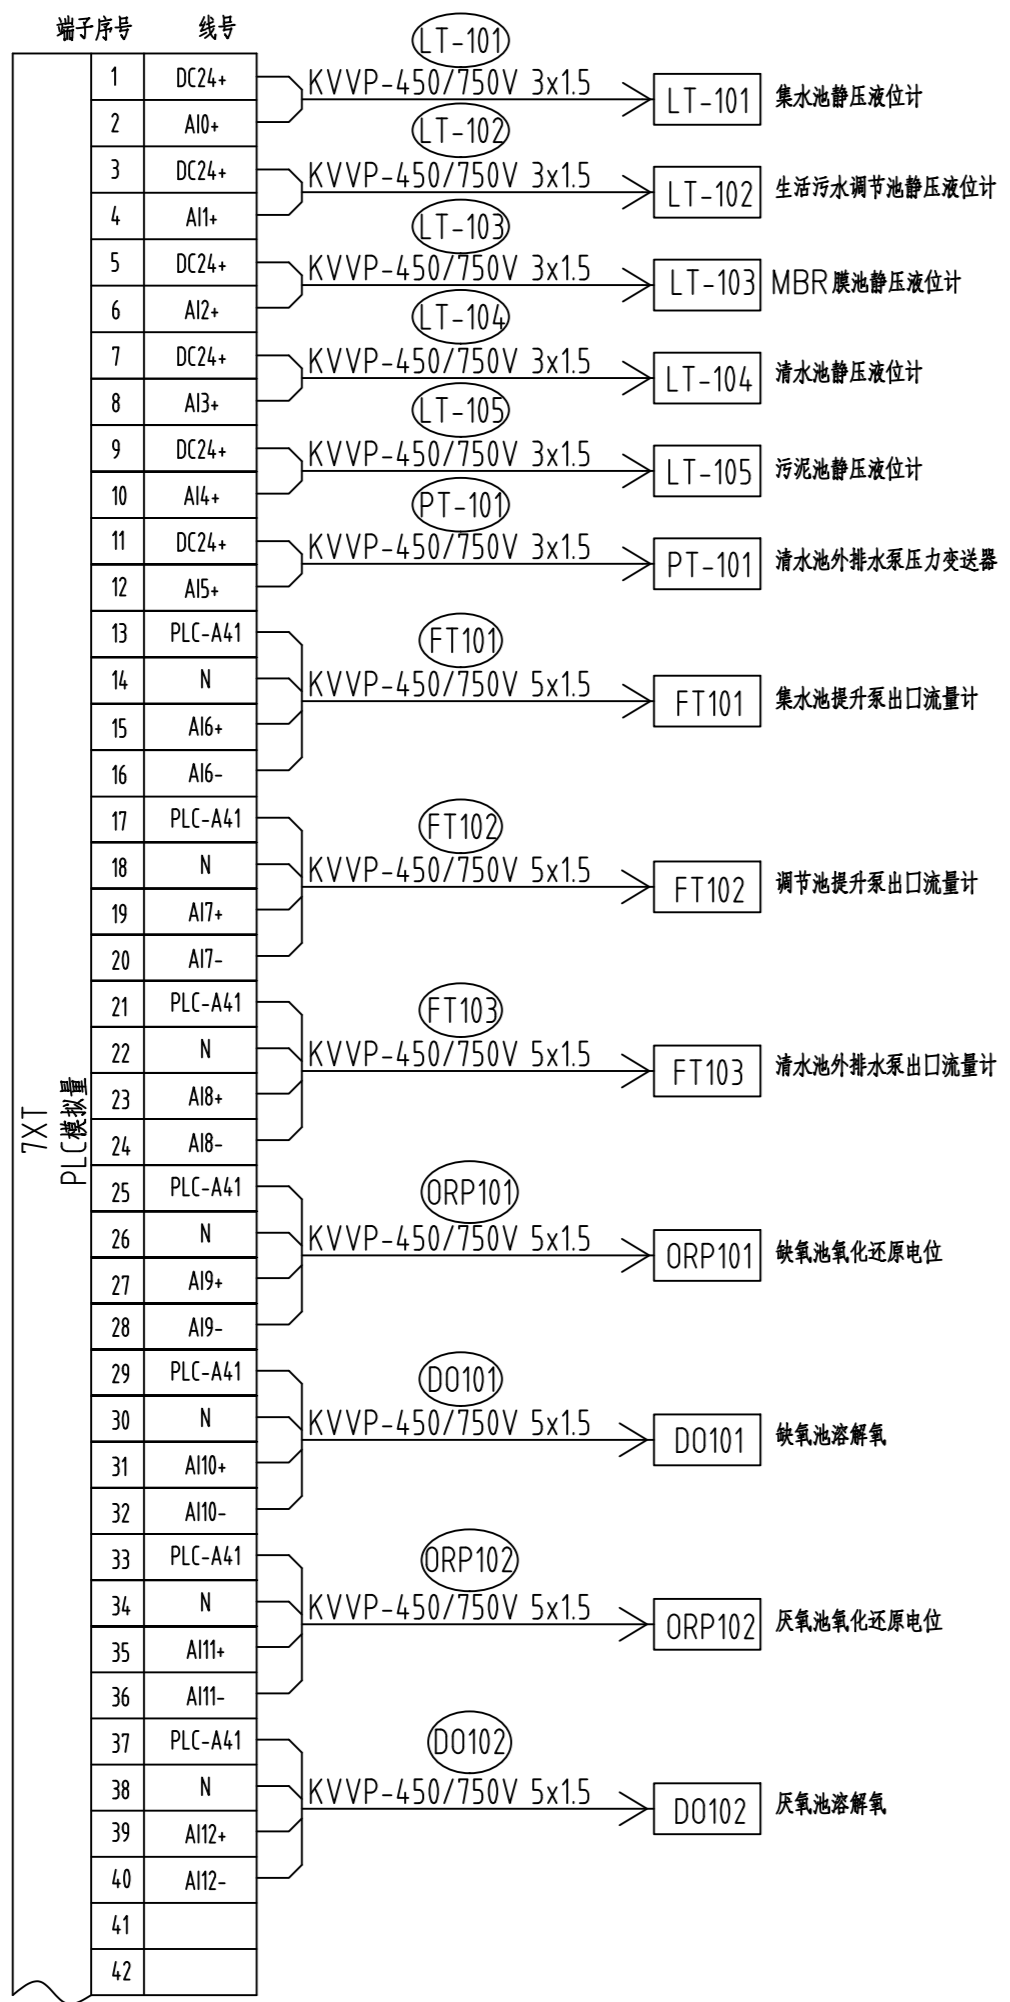 端子序号 线号
7XT
PLC模拟量
LT-101
1 DC24+
KVVP-450/750V 3x1.5
LT-101 集水池静压液位计
2 AI0+
LT-102
3 DC24+
KVVP-450/750V 3x1.5
LT-102 生活污水调节池静压液位计
4 AI1+
LT-103
5 DC24+
KVVP-450/750V 3x1.5
LT-103 MBR膜池静压液位计
6 AI2+
LT-104
7 DC24+
KVVP-450/750V 3x1.5
LT-104 清水池静压液位计
8 AI3+
LT-105
9 DC24+
KVVP-450/750V 3x1.5
LT-105 污泥池静压液位计
10 AI4+
PT-101
11 DC24+
KVVP-450/750V 3x1.5
PT-101 清水池外排水泵压力变送器
12 AI5+
13 PLC-A41
FT101
14 N
KVVP-450/750V 5x1.5
FT101 集水池提升泵出口流量计
15 AI6+
16 AI6-
17 PLC-A41
FT102
18 N
KVVP-450/750V 5x1.5
FT102 调节池提升泵出口流量计
19 AI7+
20 AI7-
21 PLC-A41
FT103
22 N
KVVP-450/750V 5x1.5
FT103 清水池外排水泵出口流量计
23 AI8+
24 AI8-
25 PLC-A41
ORP101
26 N
KVVP-450/750V 5x1.5
ORP101 缺氧池氧化还原电位
27 AI9+
28 AI9-
29 PLC-A41
DO101
30 N
KVVP-450/750V 5x1.5
DO101 缺氧池溶解氧
31 AI10+
32 AI10-
33 PLC-A41
ORP102
34 N
KVVP-450/750V 5x1.5
ORP102 厌氧池氧化还原电位
35 AI11+
36 AI11-
37 PLC-A41
DO102
38 N
KVVP-450/750V 5x1.5
DO102 厌氧池溶解氧
39 AI12+
40 AI12-
41
42